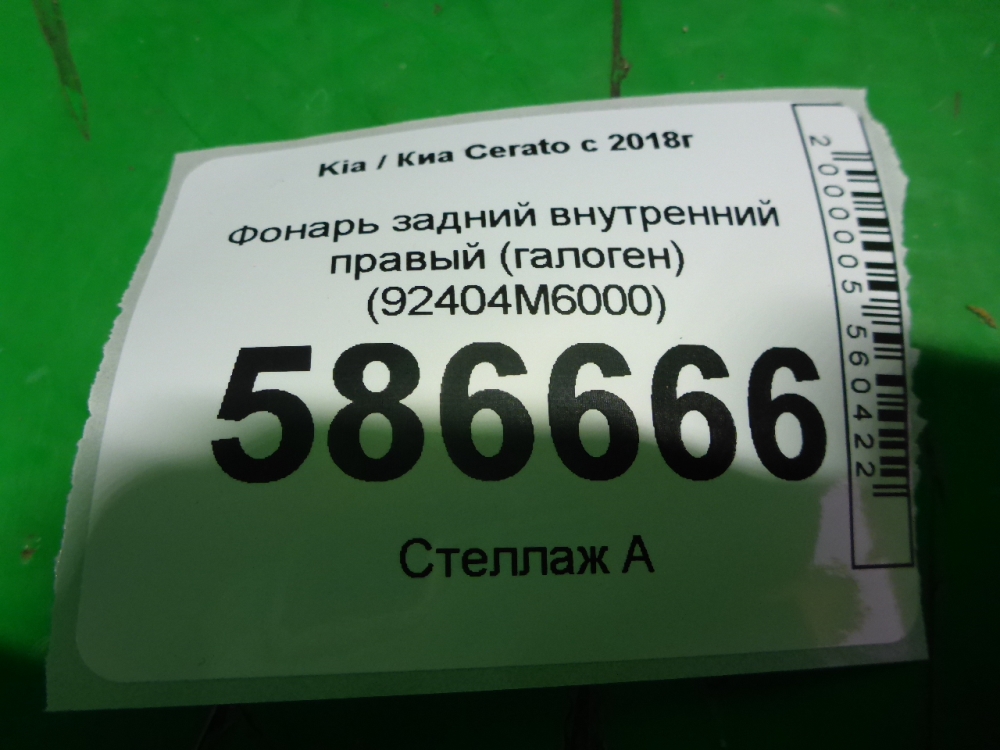 Kia / Киа Cerato с 2018г
Фонарь задний внутренний
правый (галоген)
(92404M6000)
586666
Стеллаж А
2000005560422